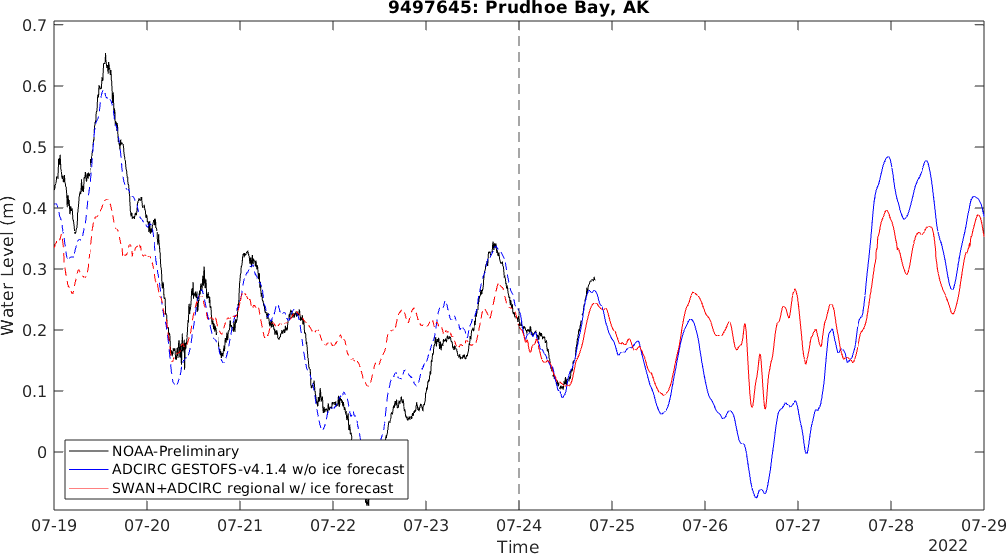 9497645: Prudhoe Bay, AK
0.7
0.6
0.5
0.4
0.3
0.2
0.1
0
Water Level (m)
NOAA-Preliminary
ADCIRC GESTOFS-v4.1.4 w/o ice forecast
SWAN+ADCIRC regional w/ ice forecast
07-19 07-20 07-21 07-22 07-23 07-24 07-25 07-26 07-27 07-28 07-29
Time
2022